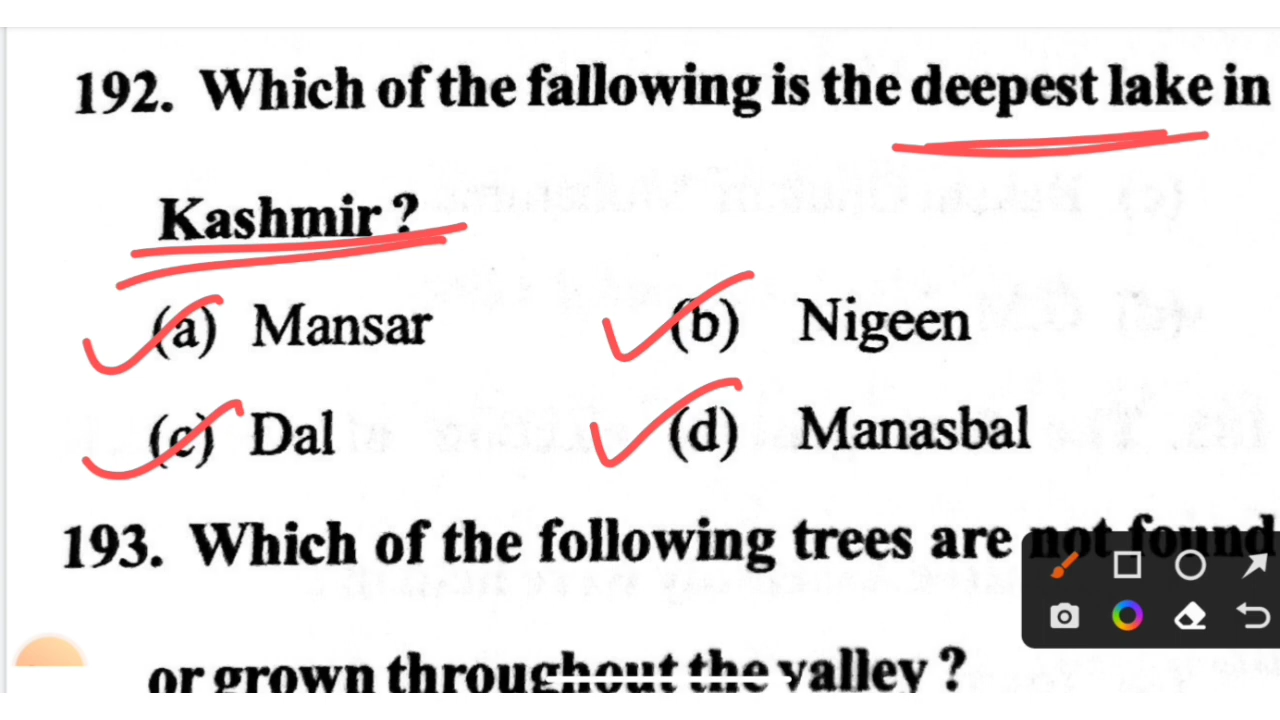 192. Which of the fallowing is the deepest lake in
Kashmir ?
(a) Mansar (b) Nigeen
(c) Dal (d) Manasbal
193. Which of the following trees are not found
or grown throughout the valley ?